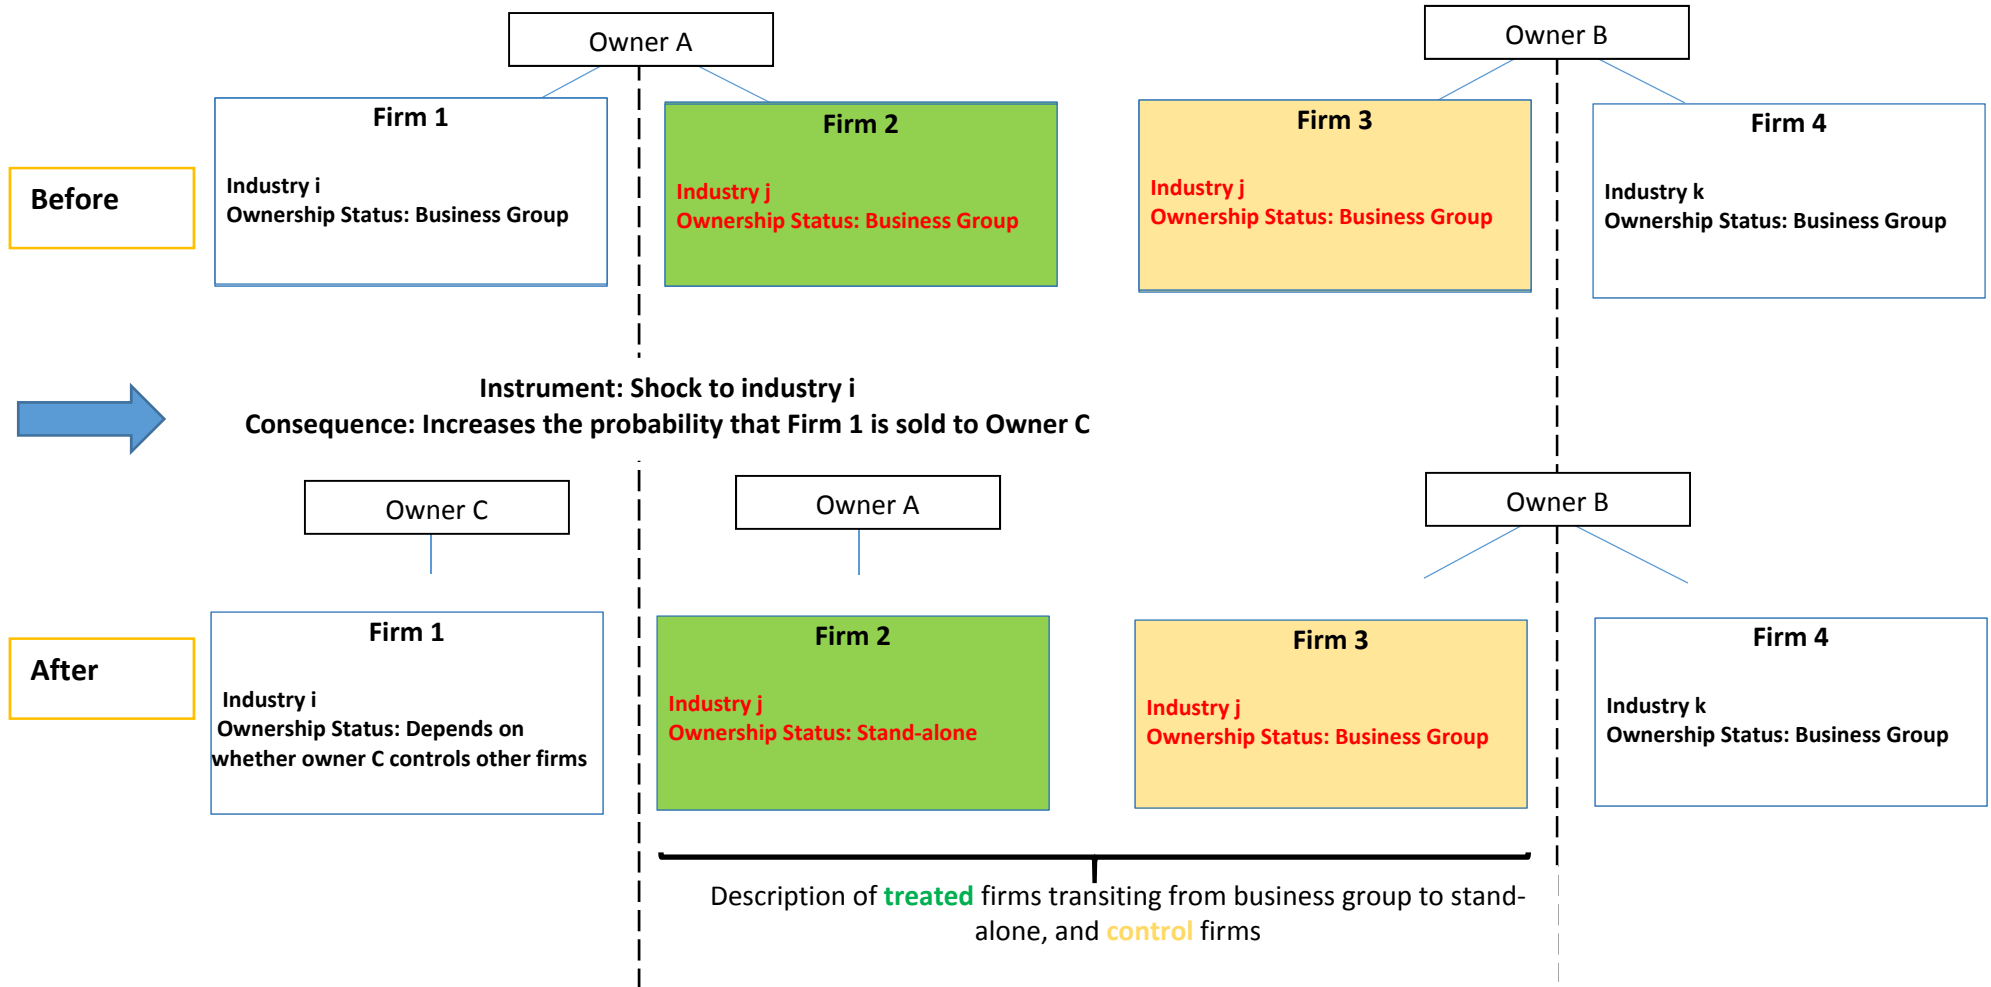 Owner A
Owner B
Before
Firm 1
Industry i
Ownership Status: Business Group
Firm 2
Industry j
Ownership Status: Business Group
Firm 3
Industry j
Ownership Status: Business Group
Firm 4
Industry k
Ownership Status: Business Group
Instrument: Shock to industry i
Consequence: Increases the probability that Firm 1 is sold to Owner C
Owner C
Owner A
Owner B
After
Firm 1
Industry i
Ownership Status: Depends on
whether owner C controls other firms
Firm 2
Industry j
Ownership Status: Stand-alone
Firm 3
Industry j
Ownership Status: Business Group
Firm 4
Industry k
Ownership Status: Business Group
Description of treated firms transiting from business group to stand-
alone, and control firms